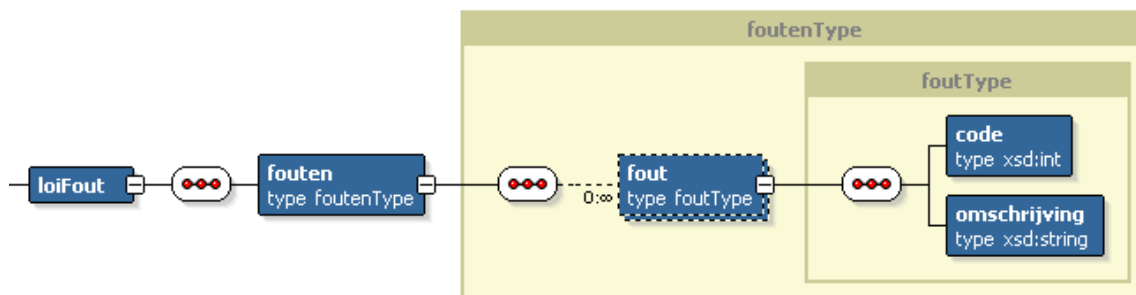 foutenType
foutType
loiFout
fouten
type foutenType
0:∞
fout
type foutType
code
type xsd:int
omschrijving
type xsd:string